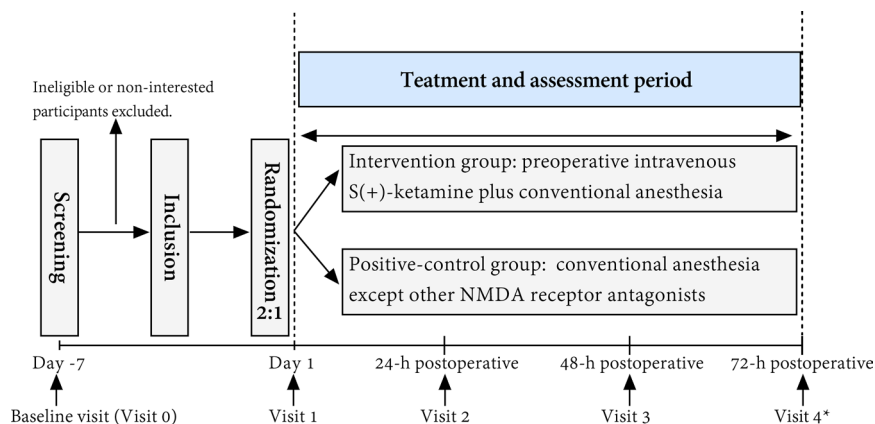 Teatment and assessment period
Ineligible or non-interested
participants excluded.
Screening
Inclusion
Randomization
2:1
Intervention group: preoperative intravenous
S(+)-ketamine plus conventional anesthesia
Positive-control group: conventional anesthesia
except other NMDA receptor antagonists
Day -7
Day 1
24-h postoperative
48-h postoperative
72-h postoperative
Baseline visit (Visit 0)
Visit 1
Visit 2
Visit 3
Visit 4*